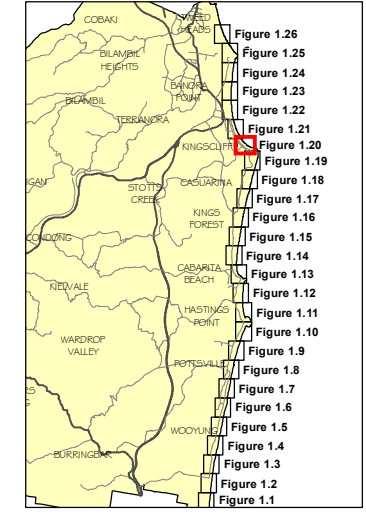 COBAKI
TWEED
HEADS
Figure 1.26
BILAMBIL
HEIGHTS
Figure 1.25
Figure 1.24
BANORA
POINT
Figure 1.23
BILAMBIL
Figure 1.22
TERRANORA
Figure 1.21
KINGSCLIFF
Figure 1.20
Figure 1.19
IGAN
STOTTS
CREEK
CASUARINA
Figure 1.18
Figure 1.17
KINGS
FOREST
Figure 1.16
CONDONG
Figure 1.15
Figure 1.14
CABARITA
BEACH
Figure 1.13
KIELVALE
Figure 1.12
HASTINGS
POINT
Figure 1.11
Figure 1.10
WARDROP
VALLEY
Figure 1.9
POTTSVILLE
Figure 1.8
RS
G
Figure 1.7
Figure 1.6
WOOYUNG
Figure 1.5
Figure 1.4
BURRINGBAR
Figure 1.3
Figure 1.2
Figure 1.1